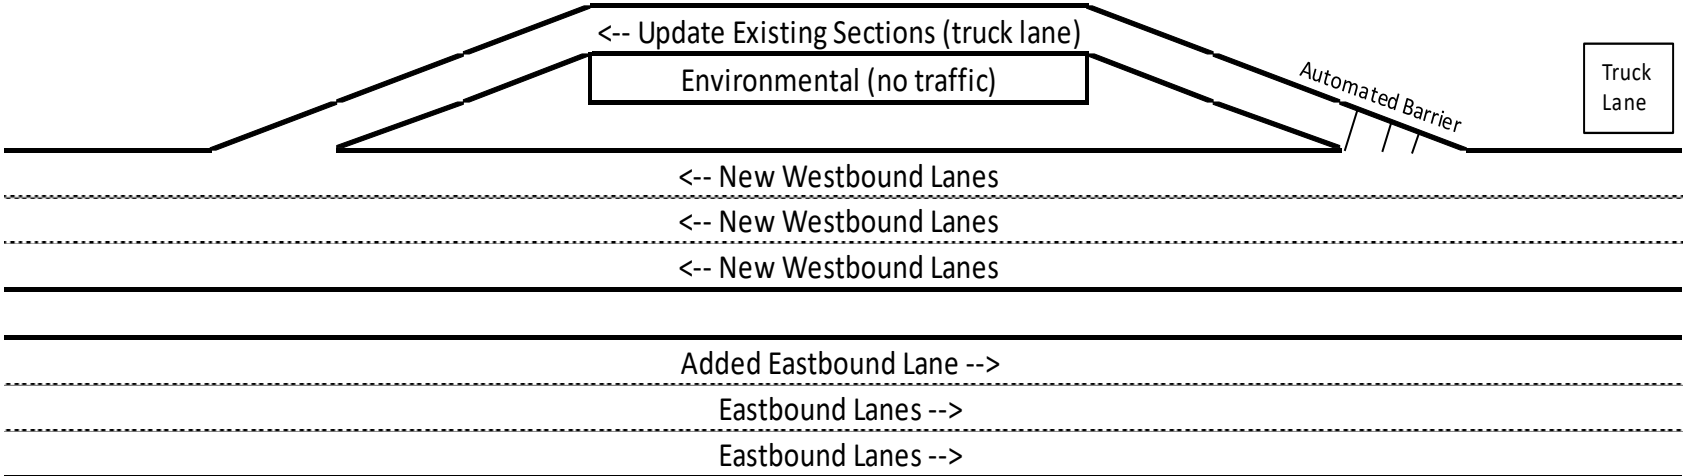 <-- Update Existing Sections (truck lane)
Environmental (no traffic)
Automated Barrier
Truck
Lane
<-- New Westbound Lanes
<-- New Westbound Lanes
<-- New Westbound Lanes
Added Eastbound Lane -->
Eastbound Lanes -->
Eastbound Lanes -->